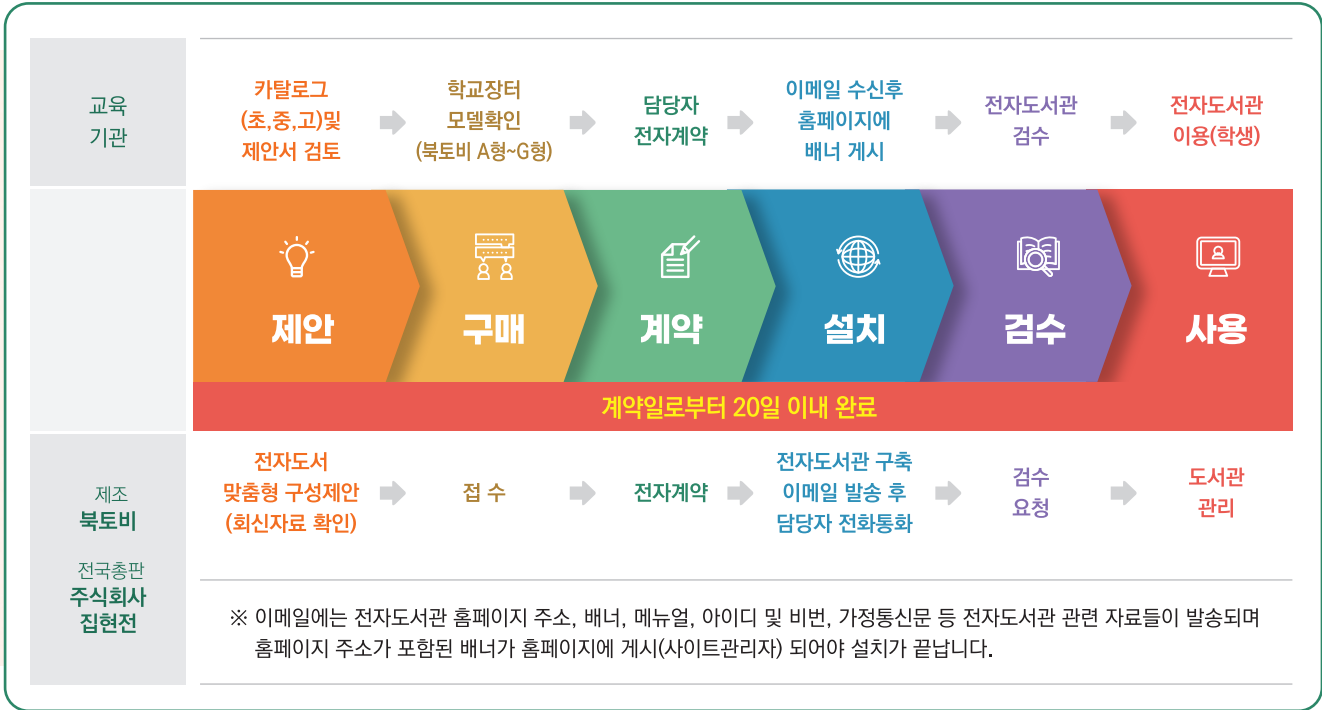 교육
기관
카탈로그
(초,중,고)및
제안서 검토
학교장터
모델확인
(북토비 A형~G형)
담당자
전자계약
이메일 수신후
홈페이지에
배너 게시
전자도서관
검수
전자도서관
이용(학생)
제안
구매
계약
설치
검수
사용
계약일로부터 20일 이내 완료
제조
북토비
전국총판
주식회사
집현전
전자도서
맞춤형 구성제안
(회신자료 확인)
접 수
전자계약
전자도서관 구축
이메일 발송 후
담당자 전화통화
검수
요청
도서관
관리
※ 이메일에는 전자도서관 홈페이지 주소, 배너, 메뉴얼, 아이디 및 비번, 가정통신문 등 전자도서관 관련 자료들이 발송되며
홈페이지 주소가 포함된 배너가 홈페이지에 게시(사이트관리자) 되어야 설치가 끝납니다.